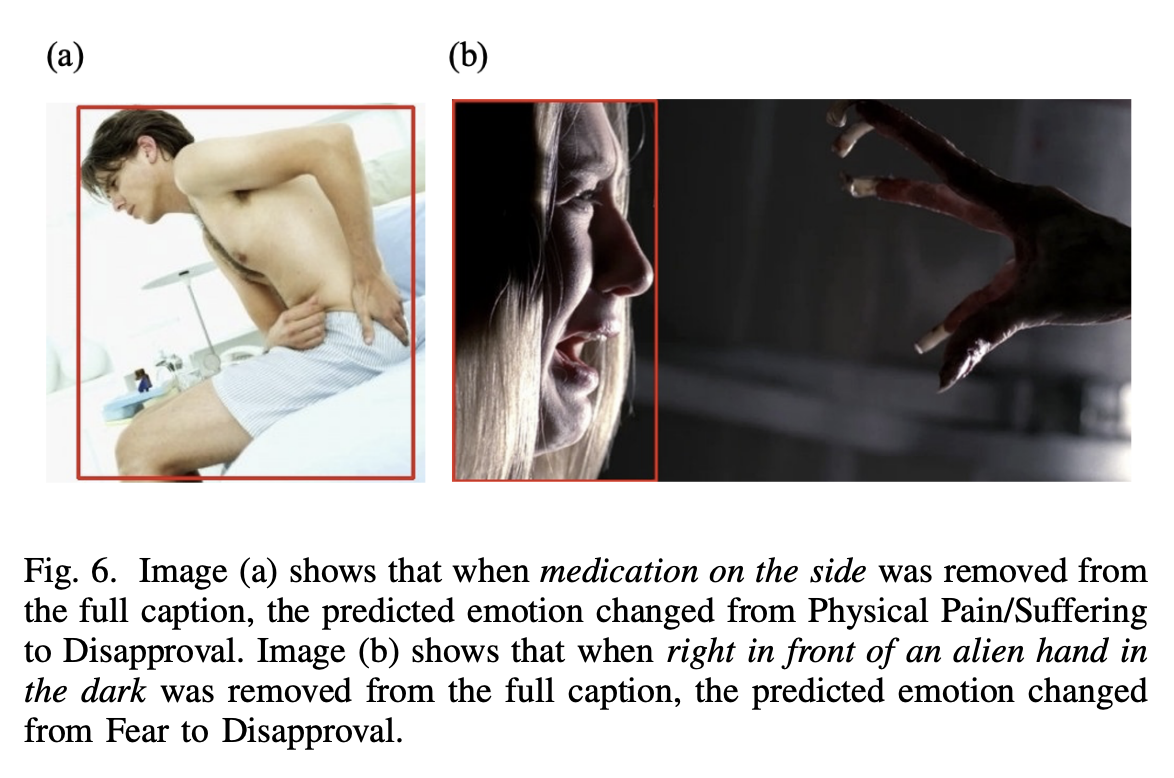 (a)
(b)
Fig. 6. Image (a) shows that when medication on the side was removed from
the full caption, the predicted emotion changed from Physical Pain/Suffering
to Disapproval. Image (b) shows that when right in front of an alien hand in
the dark was removed from the full caption, the predicted emotion changed
from Fear to Disapproval.